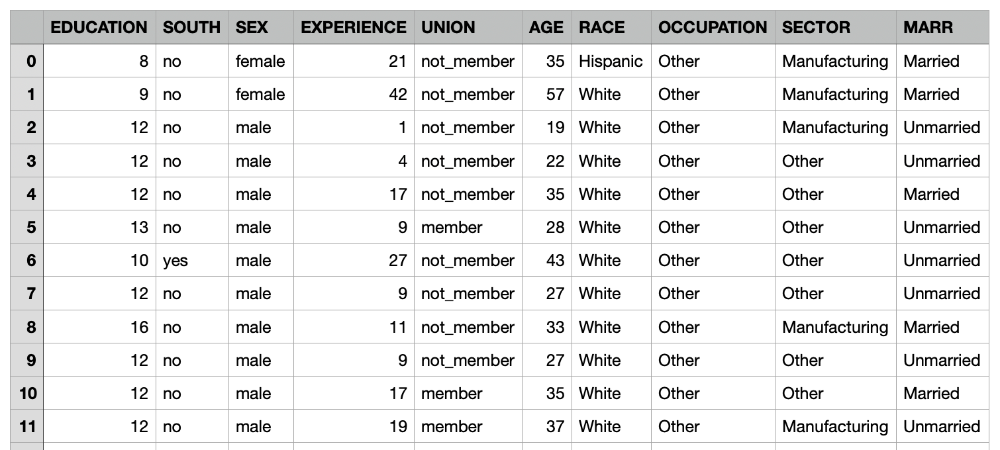 EDUCATION SOUTH SEX EXPERIENCE UNION AGE RACE OCCUPATION SECTOR MARR
0 8 no female 21 not_member 35 Hispanic Other Manufacturing Married
1 9 no female 42 not_member 57 White Other Manufacturing Married
2 12 no male 1 not_member 19 White Other Manufacturing Unmarried
3 12 no male 4 not_member 22 White Other Other Unmarried
4 12 no male 17 not_member 35 White Other Other Married
5 13 no male 9 member 28 White Other Other Unmarried
6 10 yes male 27 not_member 43 White Other Other Unmarried
7 12 no male 9 not_member 27 White Other Other Unmarried
8 16 no male 11 not_member 33 White Other Manufacturing Married
9 12 no male 9 not_member 27 White Other Other Unmarried
10 12 no male 17 member 35 White Other Other Married
11 12 no male 19 member 37 White Other Manufacturing Unmarried